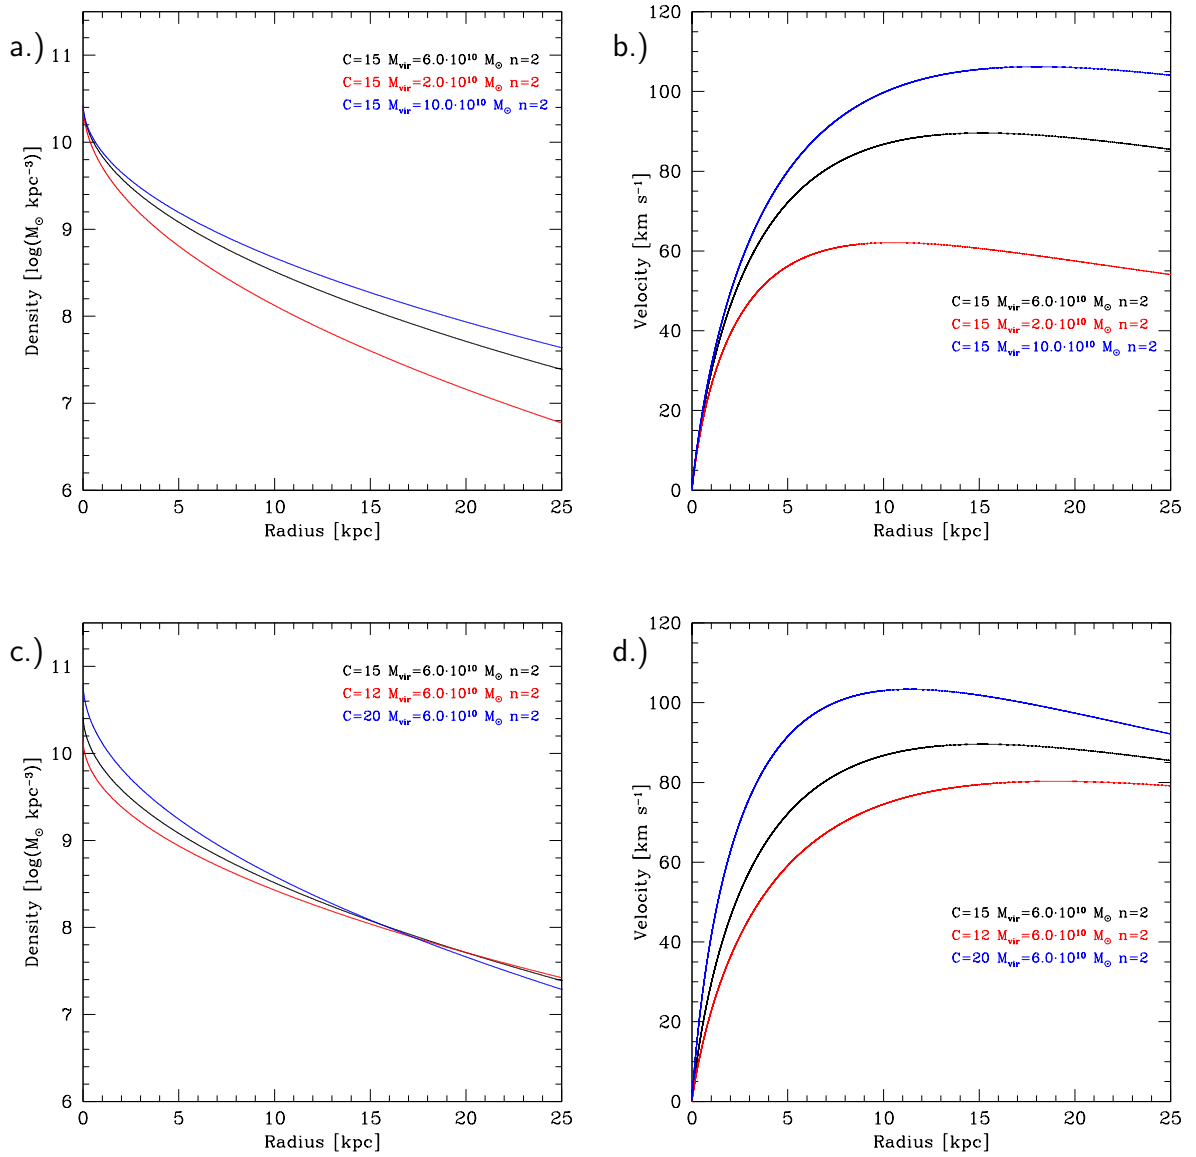 a.)
11
10
9
8
7
6
Density [log(M⊙ kpc⁻³)]
C=15 Mvir=6.0·10¹⁰ M⊙ n=2
C=15 Mvir=2.0·10¹⁰ M⊙ n=2
C=15 Mvir=10.0·10¹⁰ M⊙ n=2
0 5 10 15 20 25
Radius [kpc]
b.)
120
100
80
60
40
20
0
Velocity [km s⁻¹]
C=15 Mvir=6.0·10¹⁰ M⊙ n=2
C=15 Mvir=2.0·10¹⁰ M⊙ n=2
C=15 Mvir=10.0·10¹⁰ M⊙ n=2
0 5 10 15 20 25
Radius [kpc]
c.)
11
10
9
8
7
6
Density [log(M⊙ kpc⁻³)]
C=15 Mvir=6.0·10¹⁰ M⊙ n=2
C=12 Mvir=6.0·10¹⁰ M⊙ n=2
C=20 Mvir=6.0·10¹⁰ M⊙ n=2
0 5 10 15 20 25
Radius [kpc]
d.)
120
100
80
60
40
20
0
Velocity [km s⁻¹]
C=15 Mvir=6.0·10¹⁰ M⊙ n=2
C=12 Mvir=6.0·10¹⁰ M⊙ n=2
C=20 Mvir=6.0·10¹⁰ M⊙ n=2
0 5 10 15 20 25
Radius [kpc]